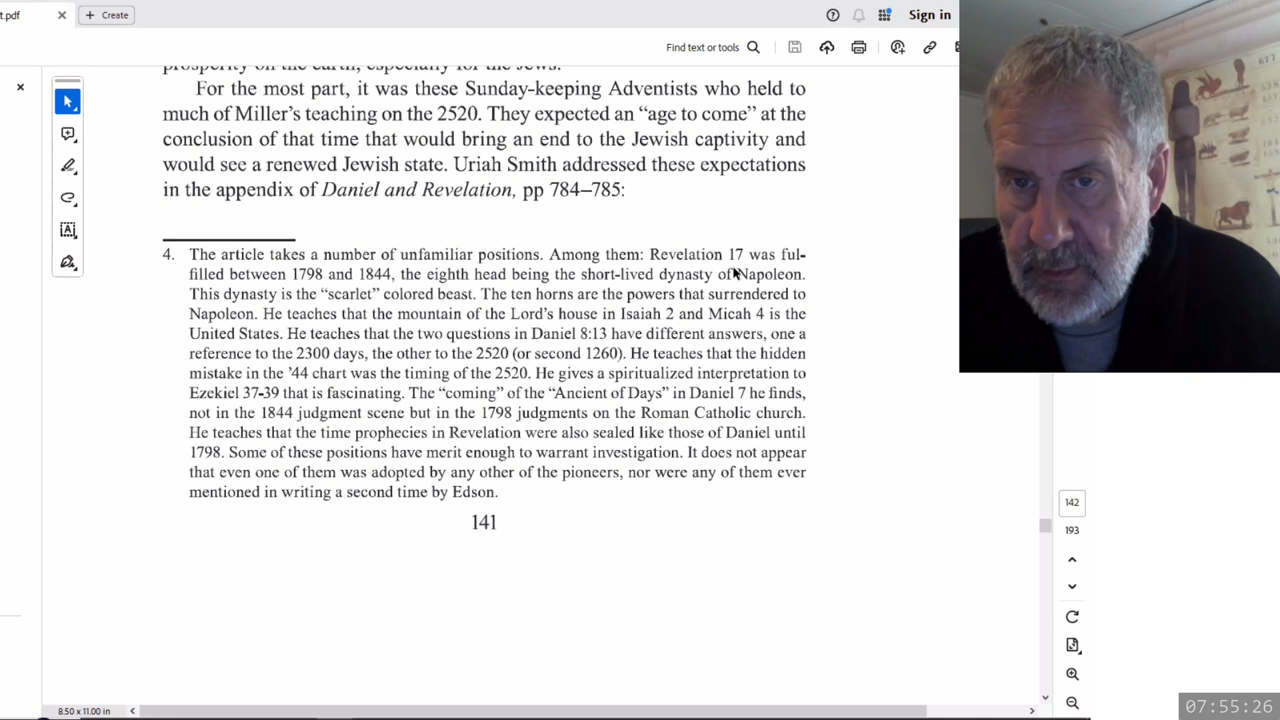 t.pdf
Create
Sign in
Find text or tools
prosperity on the earth, especially for the Jews.
For the most part, it was these Sunday-keeping Adventists who held to
much of Miller’s teaching on the 2520. They expected an “age to come” at the
conclusion of that time that would bring an end to the Jewish captivity and
would see a renewed Jewish state. Uriah Smith addressed these expectations
in the appendix of Daniel and Revelation, pp 784–785:
4. The article takes a number of unfamiliar positions. Among them: Revelation 17 was ful-
filled between 1798 and 1844, the eighth head being the short-lived dynasty of Napoleon.
This dynasty is the “scarlet” colored beast. The ten horns are the powers that surrendered to
Napoleon. He teaches that the mountain of the Lord’s house in Isaiah 2 and Micah 4 is the
United States. He teaches that the two questions in Daniel 8:13 have different answers, one a
reference to the 2300 days, the other to the 2520 (or second 1260). He teaches that the hidden
mistake in the ’44 chart was the timing of the 2520. He gives a spiritualized interpretation to
Ezekiel 37-39 that is fascinating. The “coming” of the “Ancient of Days” in Daniel 7 he finds,
not in the 1844 judgment scene but in the 1798 judgments on the Roman Catholic church.
He teaches that the time prophecies in Revelation were also sealed like those of Daniel until
1798. Some of these positions have merit enough to warrant investigation. It does not appear
that even one of them was adopted by any other of the pioneers, nor were any of them ever
mentioned in writing a second time by Edson.
141
142
193
8.50 x 11.00 in
677
07:55:26